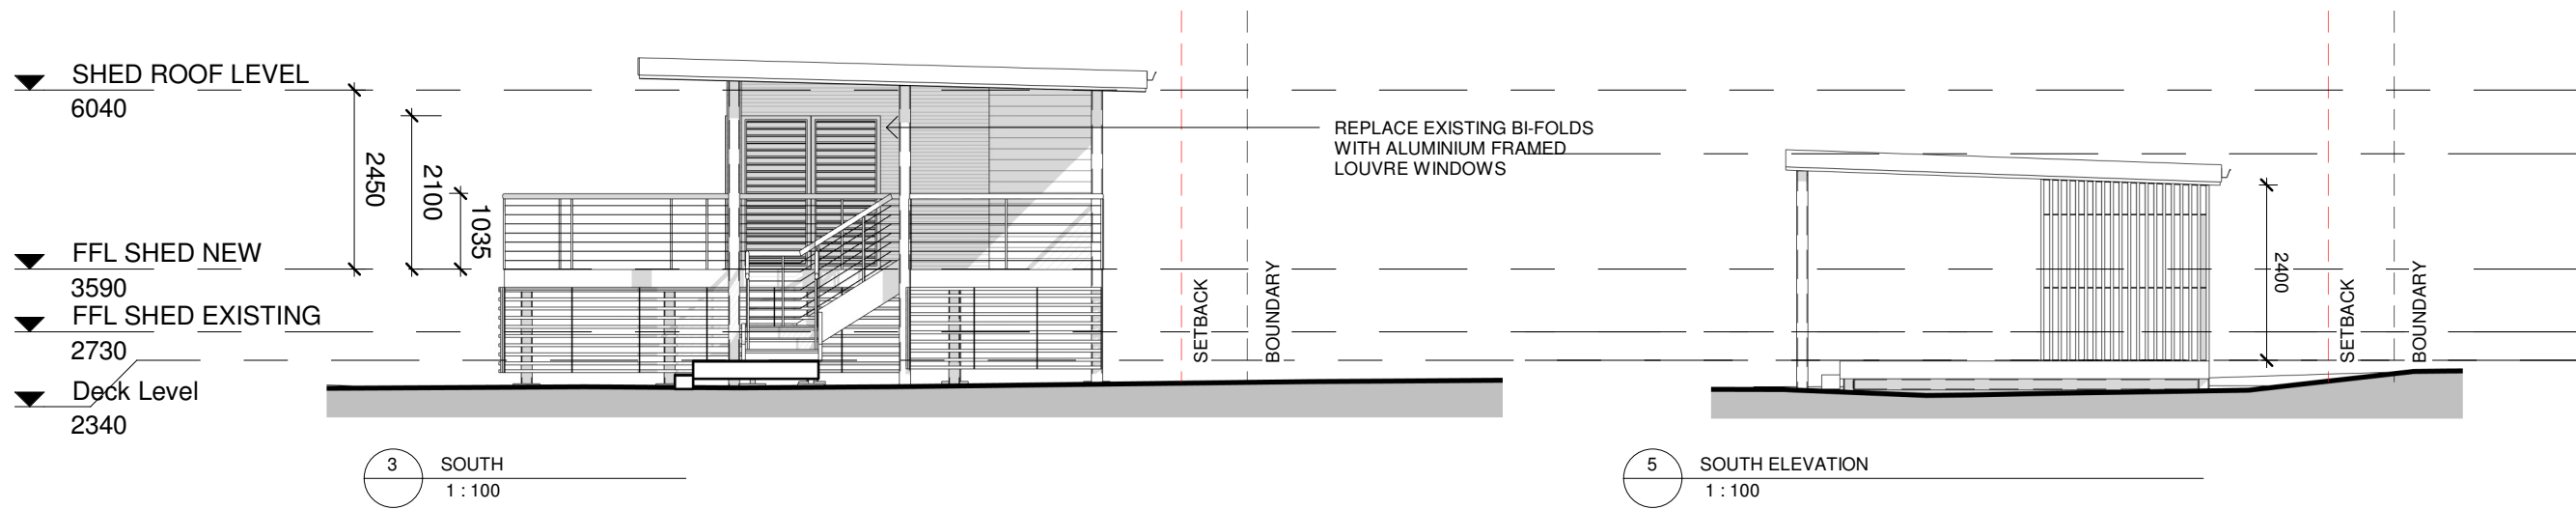 SHED ROOF LEVEL
6040
FFL SHED NEW
3590
FFL SHED EXISTING
2730
Deck Level
2340
2450
2100
1035
REPLACE EXISTING BI-FOLDS
WITH ALUMINIUM FRAMED
LOUVRE WINDOWS
SETBACK
BOUNDARY
3
SOUTH
1 : 100
2400
SETBACK
BOUNDARY
5
SOUTH ELEVATION
1 : 100